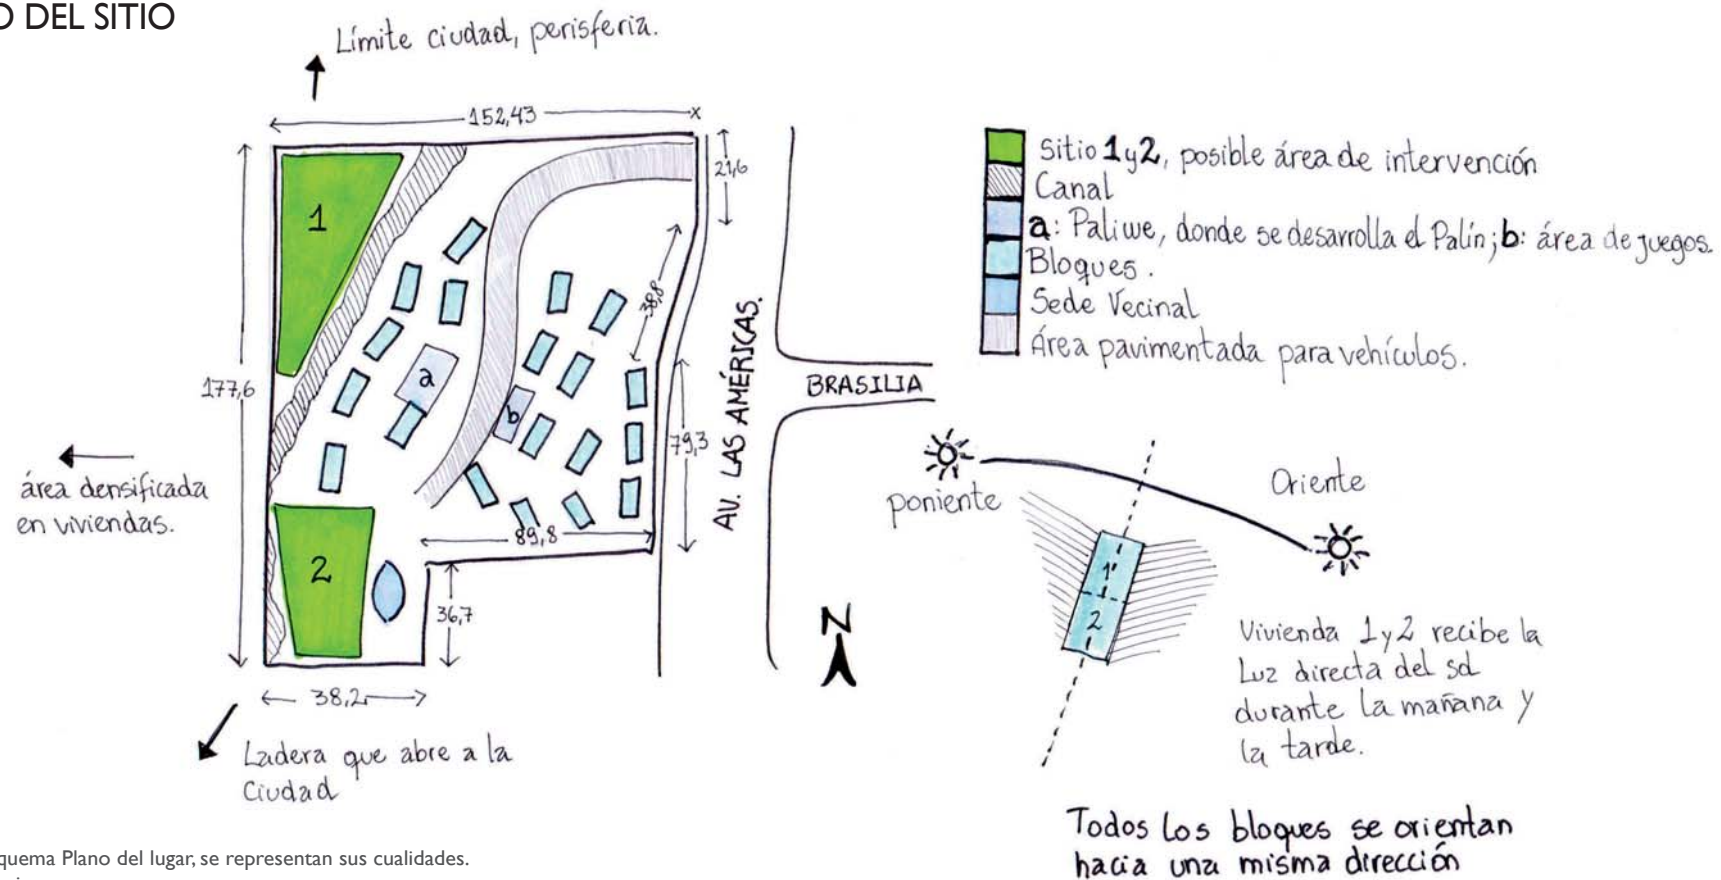 O DEL SITIO
Límite ciudad, perisferia.
152,43
x
21,6
1
38,8
a
b
177,6
79,3
AV. LAS AMÉRICAS.
BRASILIA
área densificada
en viviendas.
89,8
2
36,7
38,2
N
Ladera que abre a la
Ciudad
Sitio 1 y 2, posible área de intervención
Canal
a: Paliwe, donde se desarrolla el Palín; b: área de juegos.
Bloques.
Sede Vecinal
Área pavimentada para vehículos.
poniente
Oriente
1'
2
Vivienda 1 y 2 recibe la
Luz directa del sol
durante la mañana y
la tarde.
Todos los bloques se orientan
hacia una misma dirección
quema Plano del lugar, se representan sus cualidades.